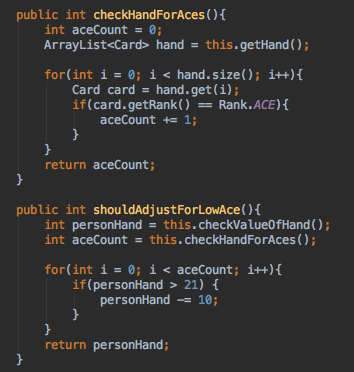 public int checkHandForAces(){
    int aceCount = 0;
    ArrayList<Card> hand = this.getHand();

    for(int i = 0; i < hand.size(); i++){
        Card card = hand.get(i);
        if(card.getRank() == Rank.ACE){
            aceCount += 1;
        }
    }
    return aceCount;
}

public int shouldAdjustForLowAce(){
    int personHand = this.checkValueOfHand();
    int aceCount = this.checkHandForAces();

    for(int i = 0; i < aceCount; i++){
        if(personHand > 21) {
            personHand -= 10;
        }
    }
    return personHand;
}